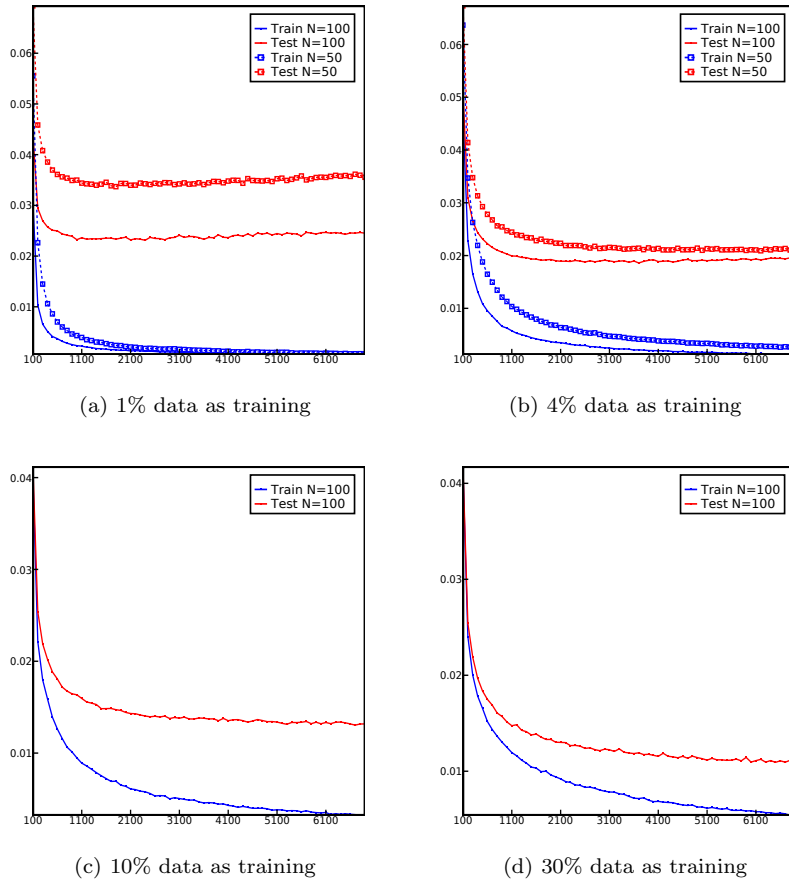 Train N=100
Test N=100
Train N=50
Test N=50
0.06
0.05
0.04
0.03
0.02
0.01
100 1100 2100 3100 4100 5100 6100
(a) 1% data as training
Train N=100
Test N=100
Train N=50
Test N=50
0.06
0.05
0.04
0.03
0.02
0.01
100 1100 2100 3100 4100 5100 6100
(b) 4% data as training
Train N=100
Test N=100
0.04
0.03
0.02
0.01
100 1100 2100 3100 4100 5100 6100
(c) 10% data as training
Train N=100
Test N=100
0.04
0.03
0.02
0.01
100 1100 2100 3100 4100 5100 6100
(d) 30% data as training